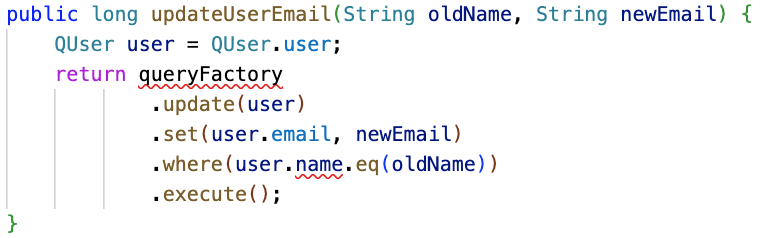 public long updateUserEmail(String oldName, String newEmail) {
    QUser user = QUser.user;
    return queryFactory
            .update(user)
            .set(user.email, newEmail)
            .where(user.name.eq(oldName))
            .execute();
}